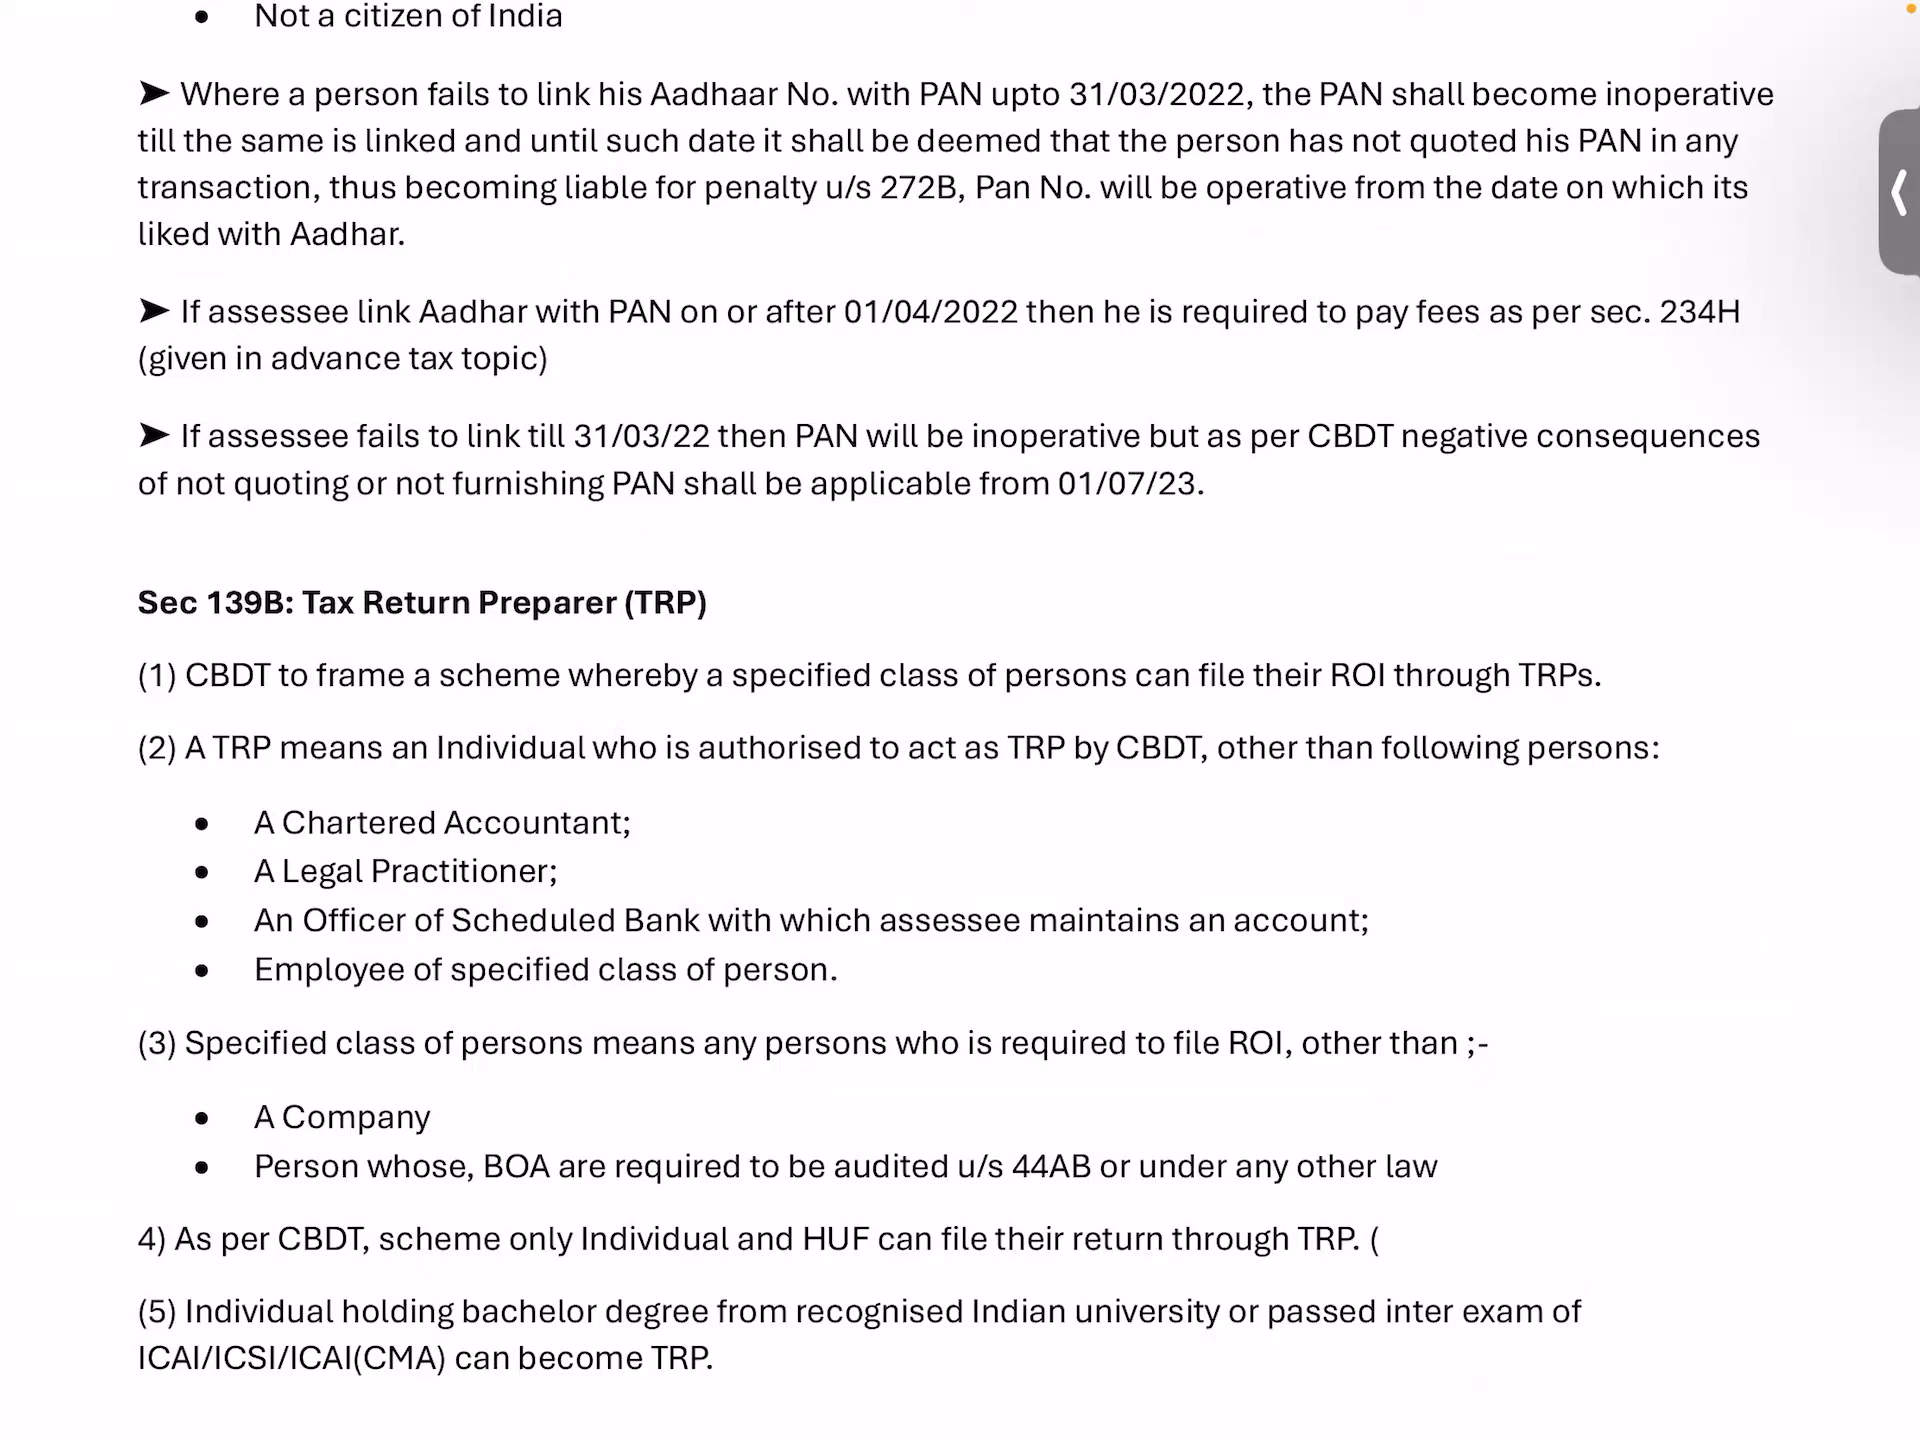 • Not a citizen of India
➤ Where a person fails to link his Aadhaar No. with PAN upto 31/03/2022, the PAN shall become inoperative
till the same is linked and until such date it shall be deemed that the person has not quoted his PAN in any
transaction, thus becoming liable for penalty u/s 272B, Pan No. will be operative from the date on which its
liked with Aadhar.
➤ If assessee link Aadhar with PAN on or after 01/04/2022 then he is required to pay fees as per sec. 234H
(given in advance tax topic)
➤ If assessee fails to link till 31/03/22 then PAN will be inoperative but as per CBDT negative consequences
of not quoting or not furnishing PAN shall be applicable from 01/07/23.
Sec 139B: Tax Return Preparer (TRP)
(1) CBDT to frame a scheme whereby a specified class of persons can file their ROI through TRPs.
(2) A TRP means an Individual who is authorised to act as TRP by CBDT, other than following persons:
• A Chartered Accountant;
• A Legal Practitioner;
• An Officer of Scheduled Bank with which assessee maintains an account;
• Employee of specified class of person.
(3) Specified class of persons means any persons who is required to file ROI, other than ;-
• A Company
• Person whose, BOA are required to be audited u/s 44AB or under any other law
4) As per CBDT, scheme only Individual and HUF can file their return through TRP. (
(5) Individual holding bachelor degree from recognised Indian university or passed inter exam of
ICAI/ICSI/ICAI(CMA) can become TRP.